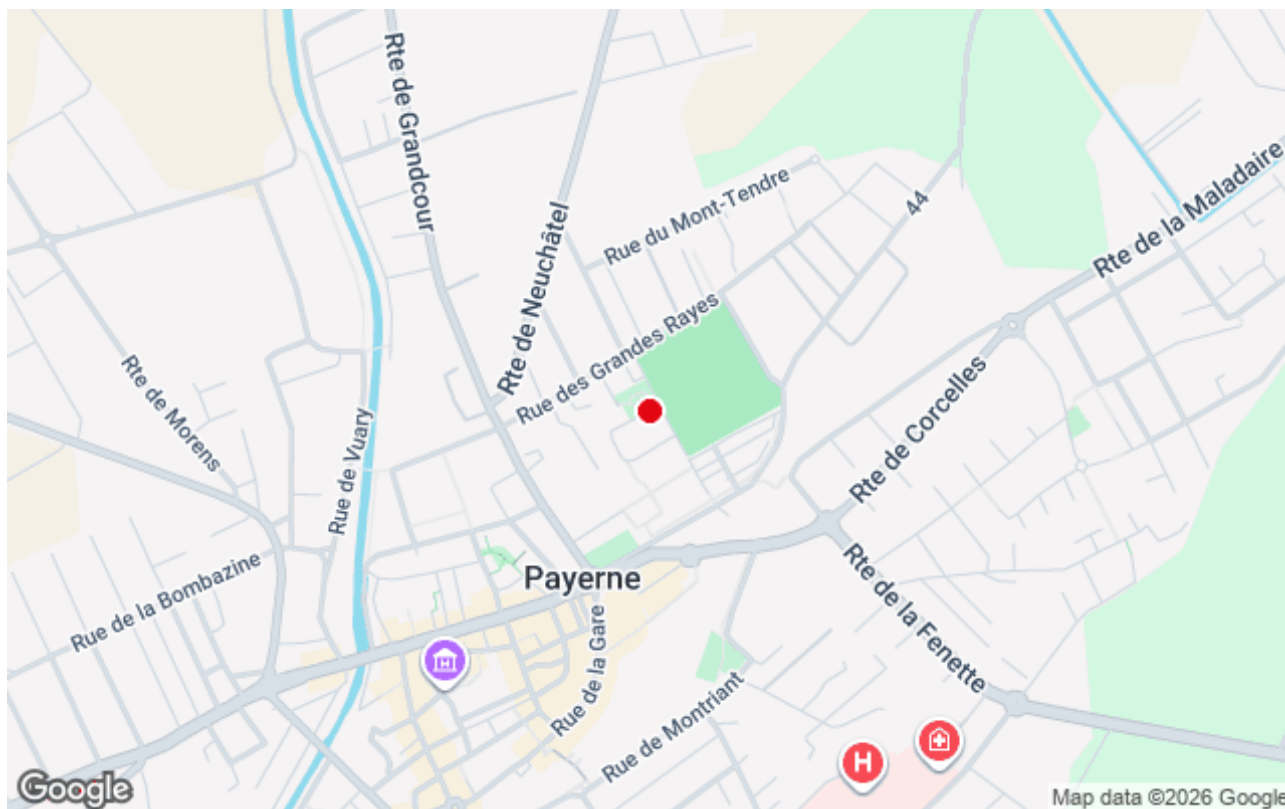 Rte de Grandcour
Rte de Neuchâtel
Rue du Mont-Tendre
44
Rte de la Maladaire
Rue des Grandes Rayes
Rte de Morens
Rue de Vuary
Rte de Corcelles
Rue de la Bombazine
Payerne
Rte de la Fenette
Rue de la Gare
Rue de Montriant
H
H
Google
Map data ©2026 Google